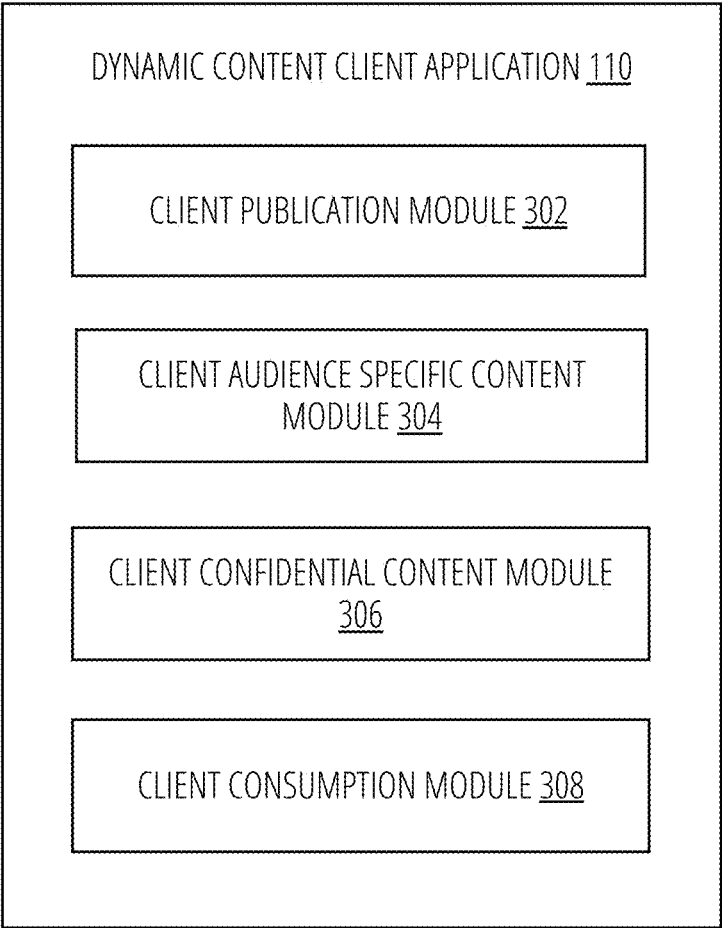 DYNAMIC CONTENT CLIENT APPLICATION 110
CLIENT PUBLICATION MODULE 302
CLIENT AUDIENCE SPECIFIC CONTENT
MODULE 304
CLIENT CONFIDENTIAL CONTENT MODULE
306
CLIENT CONSUMPTION MODULE 308